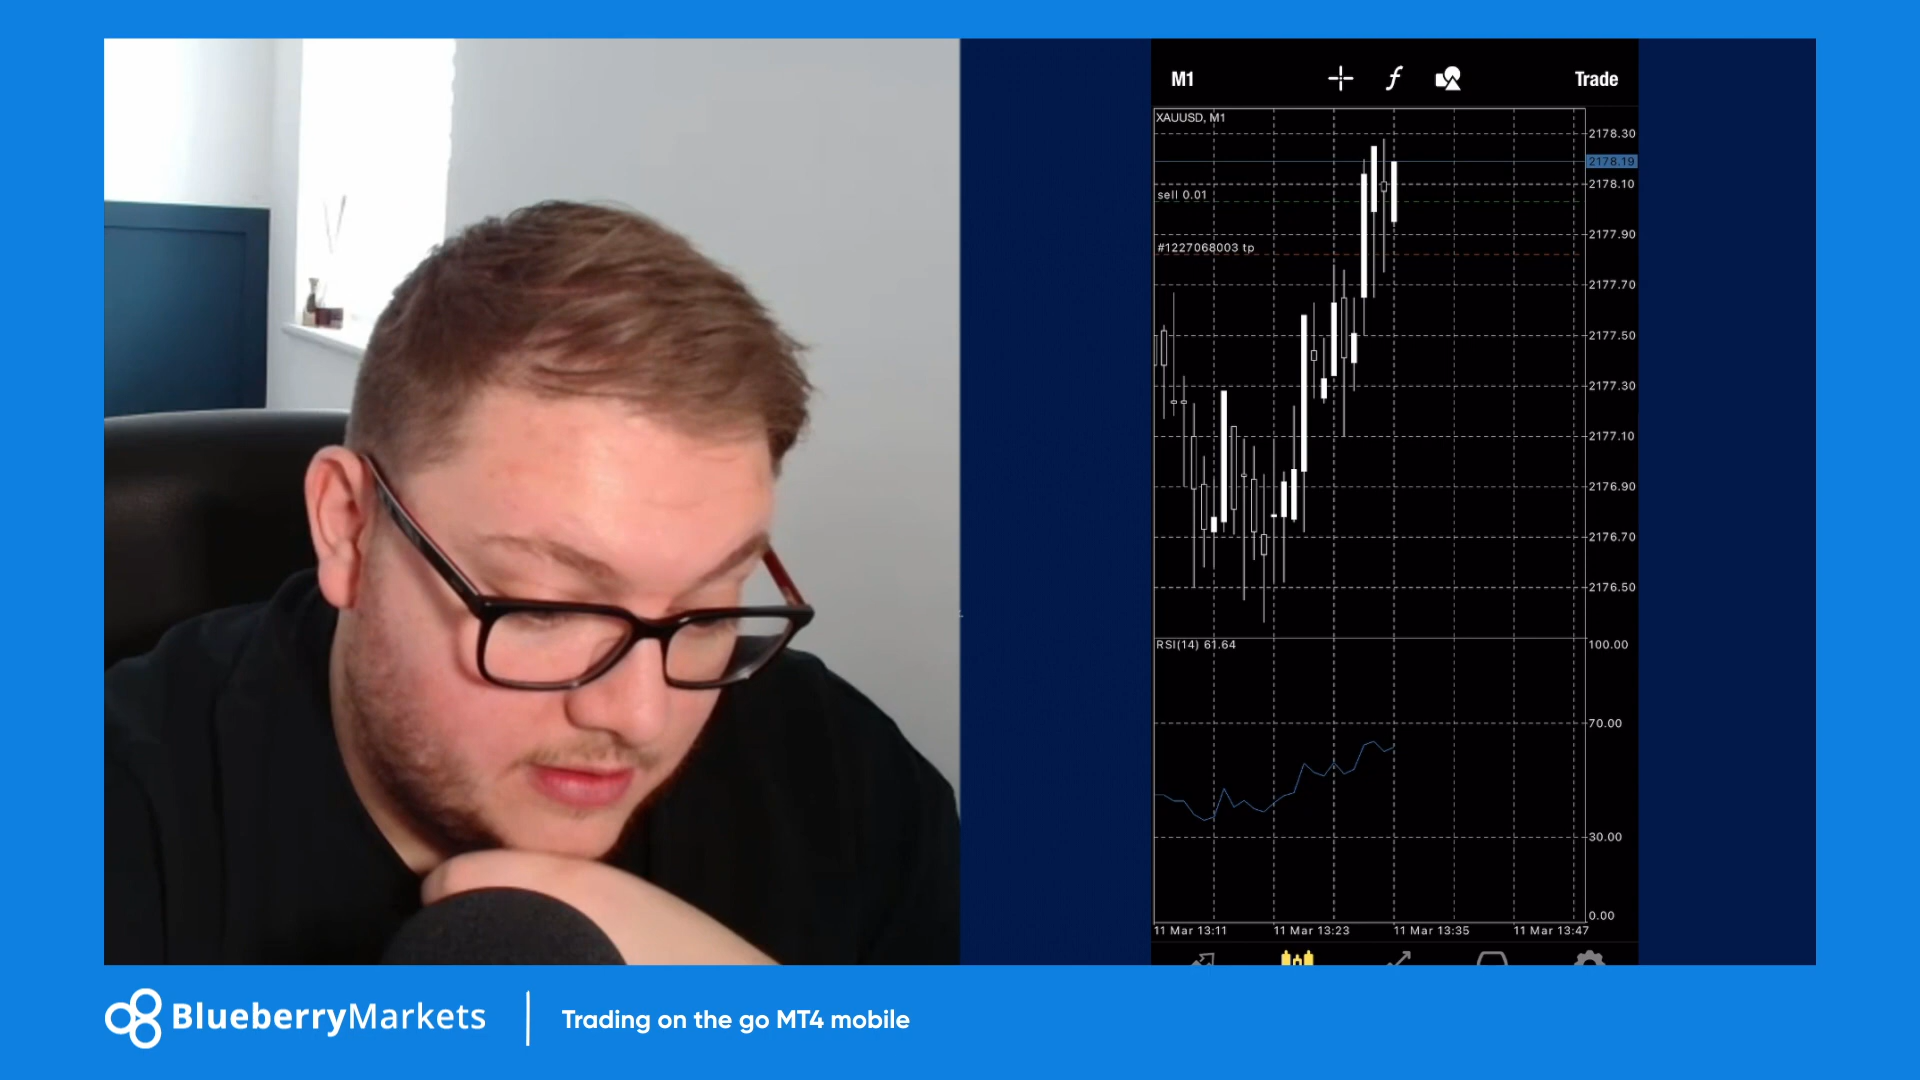 M1
Trade
XAUUSD, M1
2178.30
2178.19
2178.10
sell 0.01
2177.90
#1227068003 tp
2177.70
2177.50
2177.30
2177.10
2176.90
2176.70
2176.50
RSI(14) 61.64
100.00
70.00
30.00
0.00
11 Mar 13:11
11 Mar 13:23
11 Mar 13:35
11 Mar 13:47
BlueberryMarkets
Trading on the go MT4 mobile